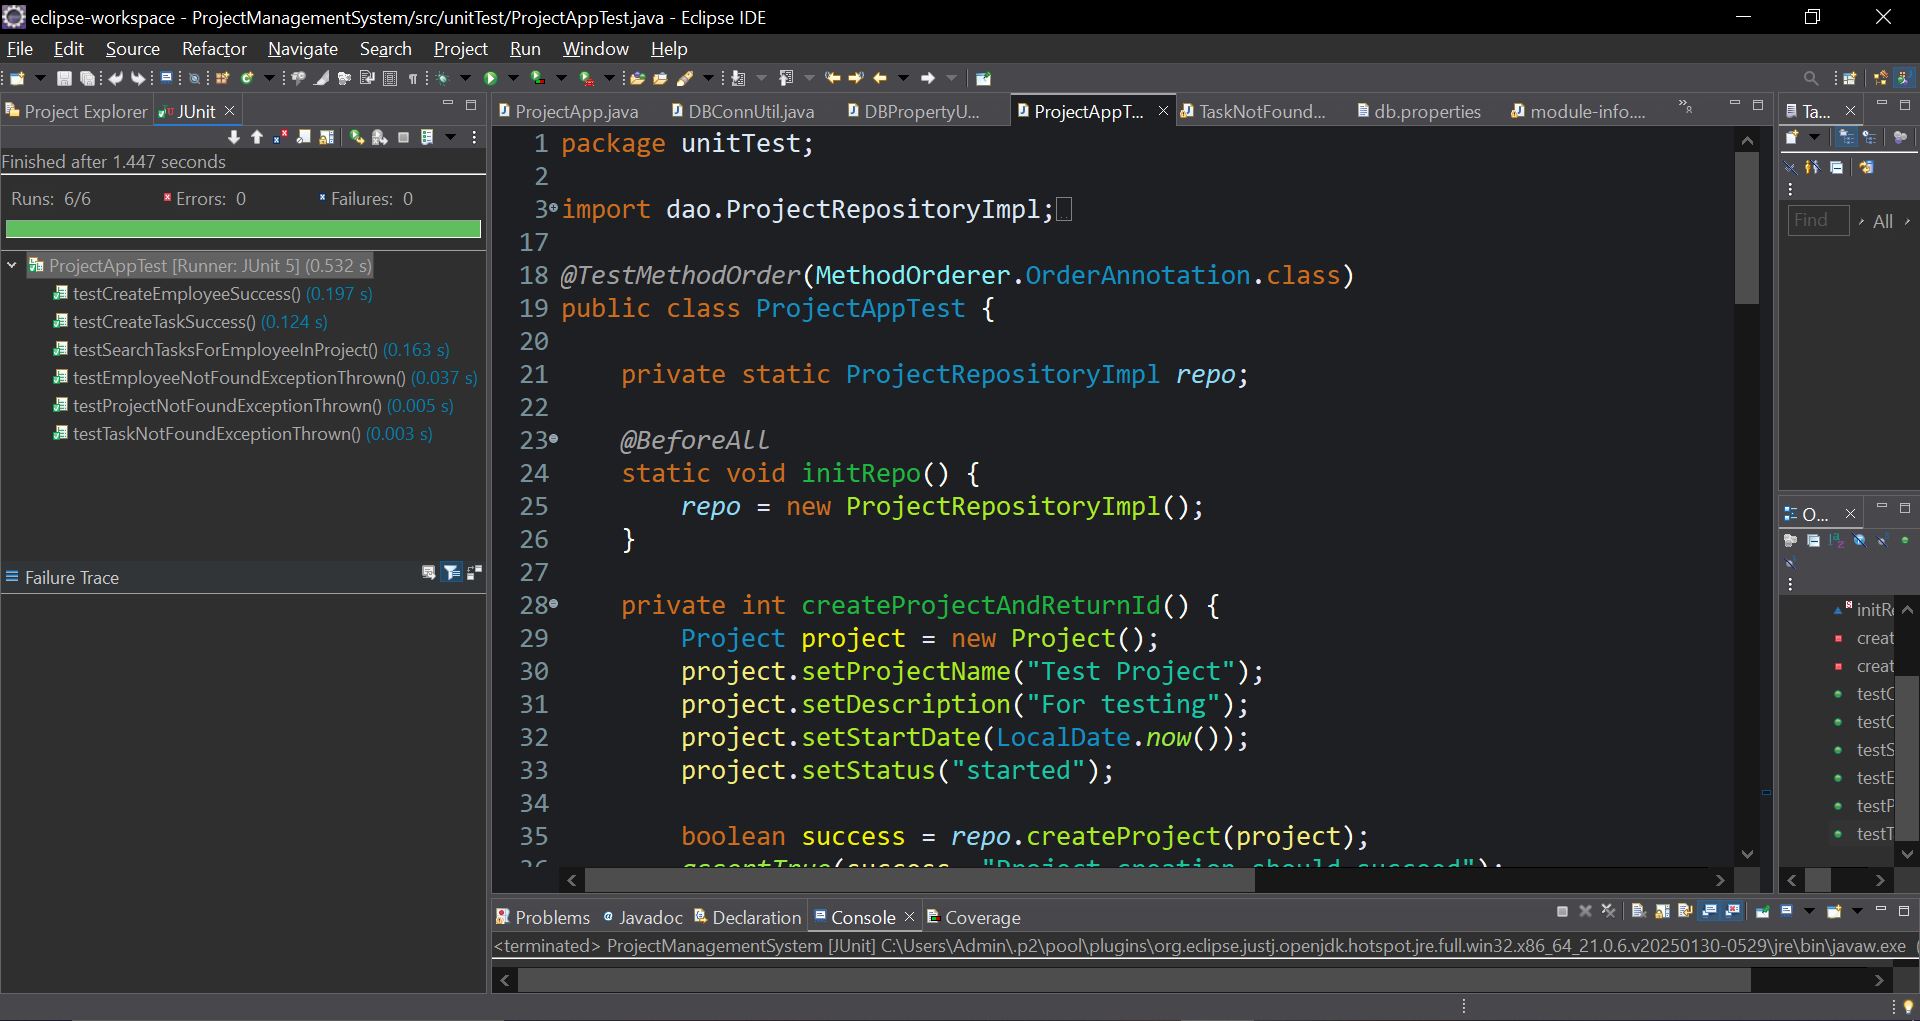 eclipse-workspace - ProjectManagementSystem/src/unitTest/ProjectAppTest.java - Eclipse IDE
File Edit Source Refactor Navigate Search Project Run Window Help
Project Explorer JUnit
Finished after 1.447 seconds
Runs: 6/6 Errors: 0 Failures: 0
ProjectAppTest [Runner: JUnit 5] (0.532 s)
testCreateEmployeeSuccess() (0.197 s)
testCreateTaskSuccess() (0.124 s)
testSearchTasksForEmployeeInProject() (0.163 s)
testEmployeeNotFoundExceptionThrown() (0.037 s)
testProjectNotFoundExceptionThrown() (0.005 s)
testTaskNotFoundExceptionThrown() (0.003 s)
Failure Trace
ProjectApp.java DBConnUtil.java DBPropertyU... ProjectAppT... TaskNotFound... db.properties module-info.... »8
1 package unitTest;
2
3 import dao.ProjectRepositoryImpl;
17
18 @TestMethodOrder(MethodOrderer.OrderAnnotation.class)
19 public class ProjectAppTest {
20
21 private static ProjectRepositoryImpl repo;
22
23 @BeforeAll
24 static void initRepo() {
25 repo = new ProjectRepositoryImpl();
26 }
27
28 private int createProjectAndReturnId() {
29 Project project = new Project();
30 project.setProjectName("Test Project");
31 project.setDescription("For testing");
32 project.setStartDate(LocalDate.now());
33 project.setStatus("started");
34
35 boolean success = repo.createProject(project);
36 assertTrue(success, "Project creation should succeed");
Problems Javadoc Declaration Console Coverage
<terminated> ProjectManagementSystem [JUnit] C:\Users\Admin\.p2\pool\plugins\org.eclipse.justj.openjdk.hotspot.jre.full.win32.x86_64_21.0.6.v20250130-0529\jre\bin\javaw.exe (
Ta...
Find All
O...
initRe
creat
creat
testC
testC
testS
testE
testP
testT